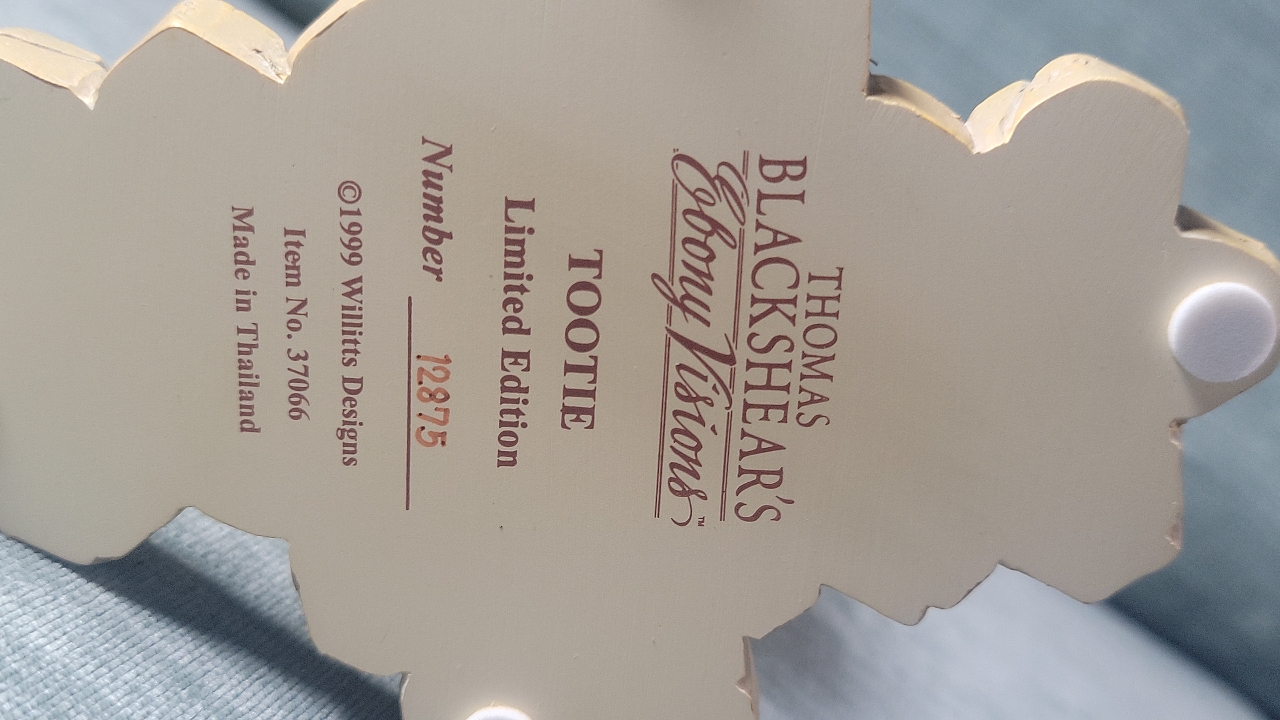 THOMAS
BLACKSHEAR'S
Ebony Visions™
TOOTIE
Limited Edition
Number 12875
©1999 Willitts Designs
Item No. 37066
Made in Thailand